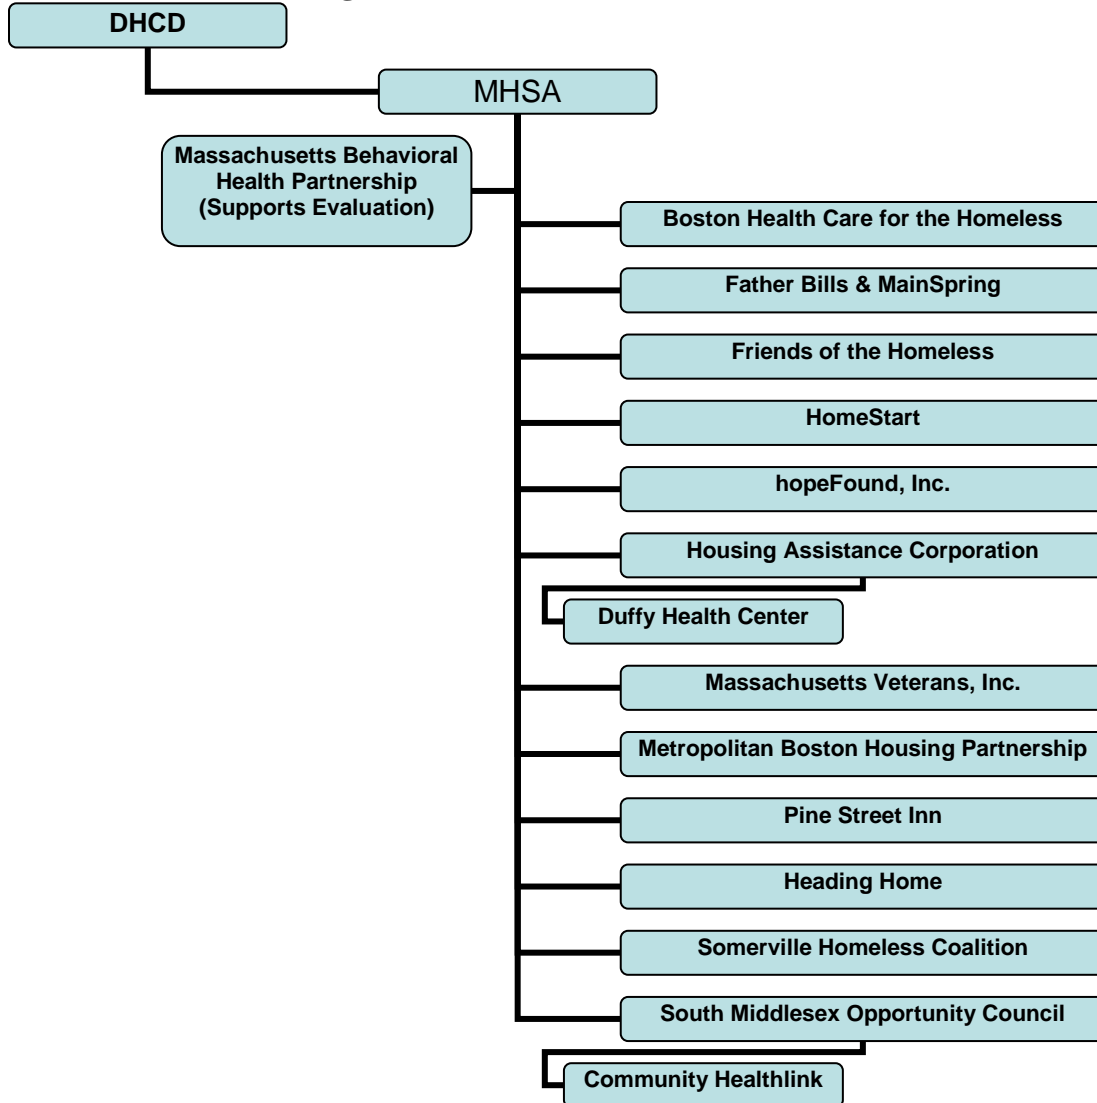 DHCD
MHSA
Massachusetts Behavioral
Health Partnership
(Supports Evaluation)
Boston Health Care for the Homeless
Father Bills & MainSpring
Friends of the Homeless
HomeStart
hopeFound, Inc.
Housing Assistance Corporation
Duffy Health Center
Massachusetts Veterans, Inc.
Metropolitan Boston Housing Partnership
Pine Street Inn
Heading Home
Somerville Homeless Coalition
South Middlesex Opportunity Council
Community Healthlink